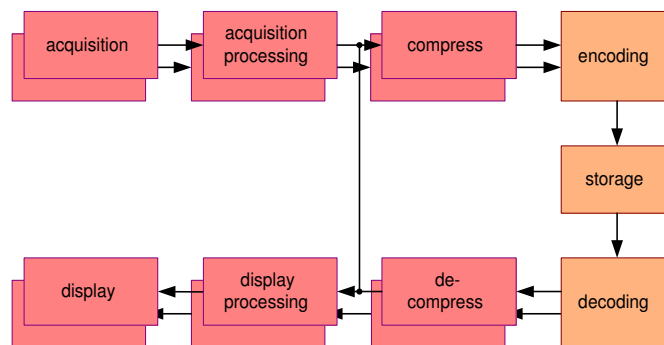 acquisition
acquisition
processing
compress
encoding
storage
display
display
processing
de-
compress
decoding